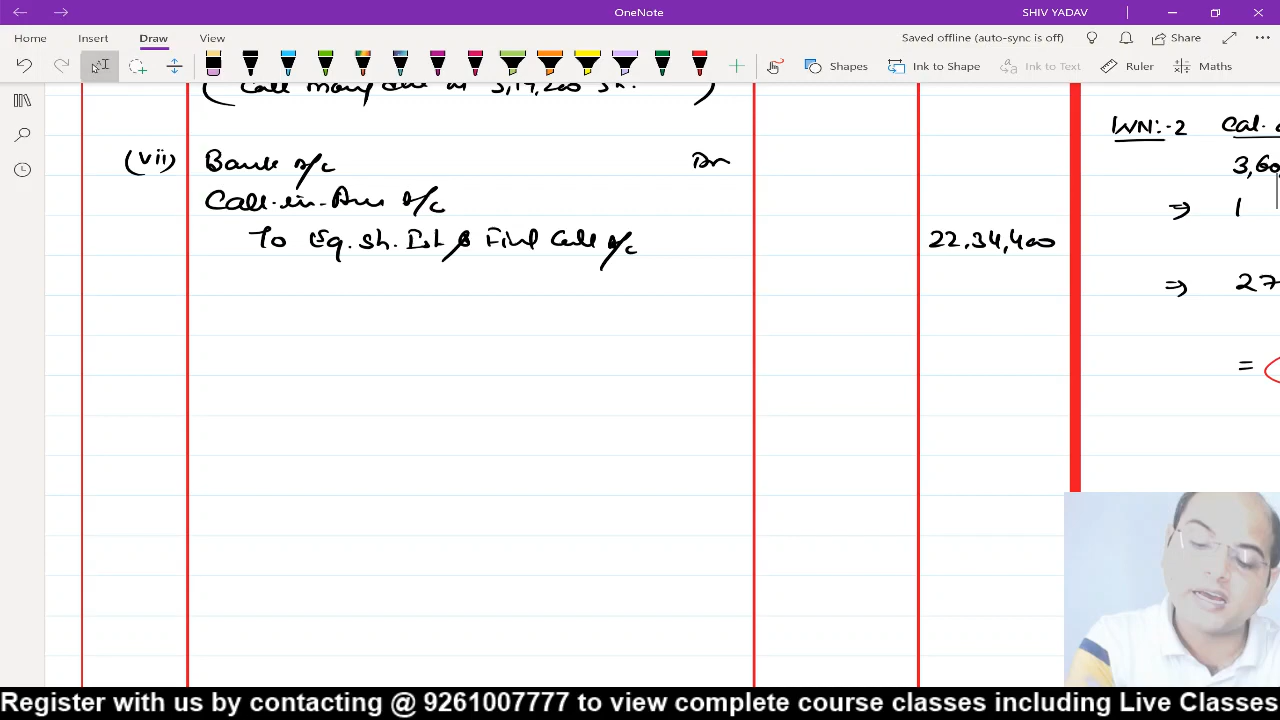 OneNote
SHIV YADAV
Home Insert Draw View
Saved offline (auto-sync is off)
Share
Shapes
Ink to Shape
Ink to Text
Ruler
Maths
WN:-2 Cal.
3,60,
⇒ 1
⇒ 27
=
(vii) Bank a/c Dr
Call-in-Arr a/c
To Eq. Sh. Ist & Final Call a/c 22,34,400
Register with us by contacting @ 9261007777 to view complete course classes including Live Classes